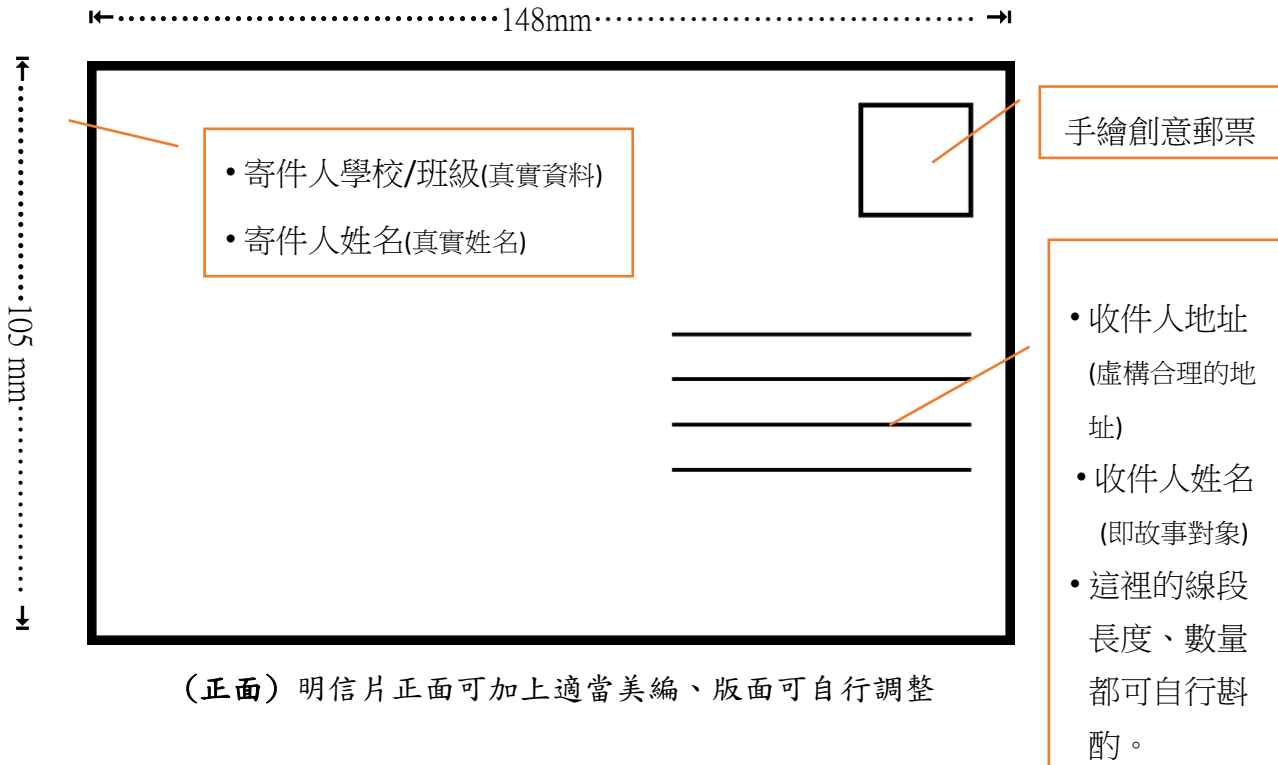 148mm
105 mm
• 寄件人學校/班級(真實資料)
• 寄件人姓名(真實姓名)
手繪創意郵票
• 收件人地址
(虛構合理的地
址)
• 收件人姓名
(即故事對象)
• 這裡的線段
長度、數量
都可自行斟
酌。
（正面）明信片正面可加上適當美編、版面可自行調整